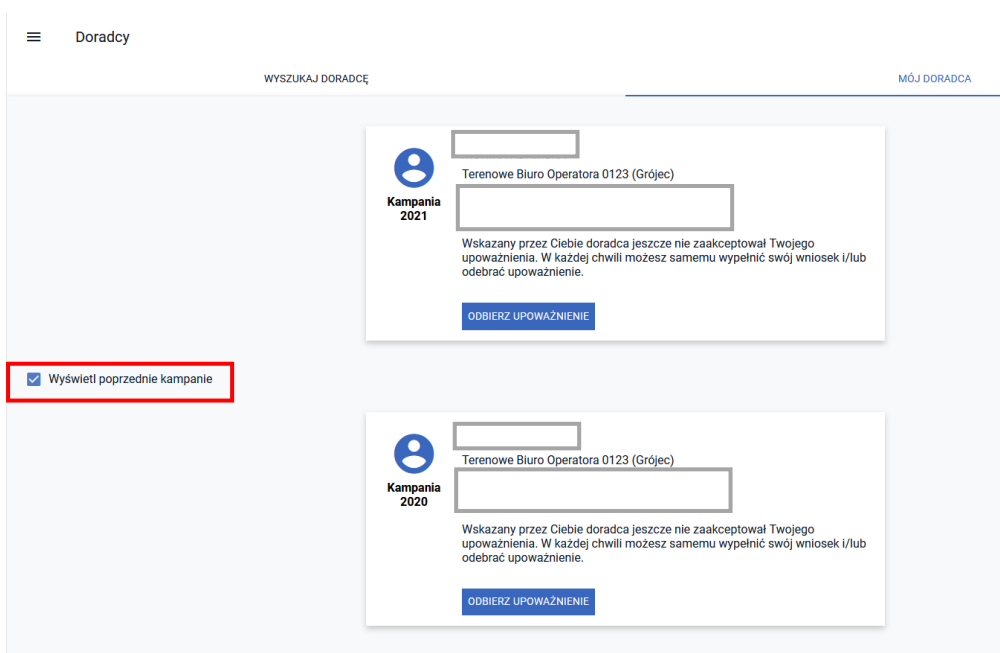 Doradcy
WYSZUKAJ DORADCĘ
MÓJ DORADCA
Kampania
2021
Terenowe Biuro Operatora 0123 (Grójec)
Wskazany przez Ciebie doradca jeszcze nie zaakceptował Twojego
upoważnienia. W każdej chwili możesz samemu wypełnić swój wniosek i/lub
odebrać upoważnienie.
ODBIERZ UPOWAŻNIENIE
Wyświetl poprzednie kampanie
Kampania
2020
Terenowe Biuro Operatora 0123 (Grójec)
Wskazany przez Ciebie doradca jeszcze nie zaakceptował Twojego
upoważnienia. W każdej chwili możesz samemu wypełnić swój wniosek i/lub
odebrać upoważnienie.
ODBIERZ UPOWAŻNIENIE